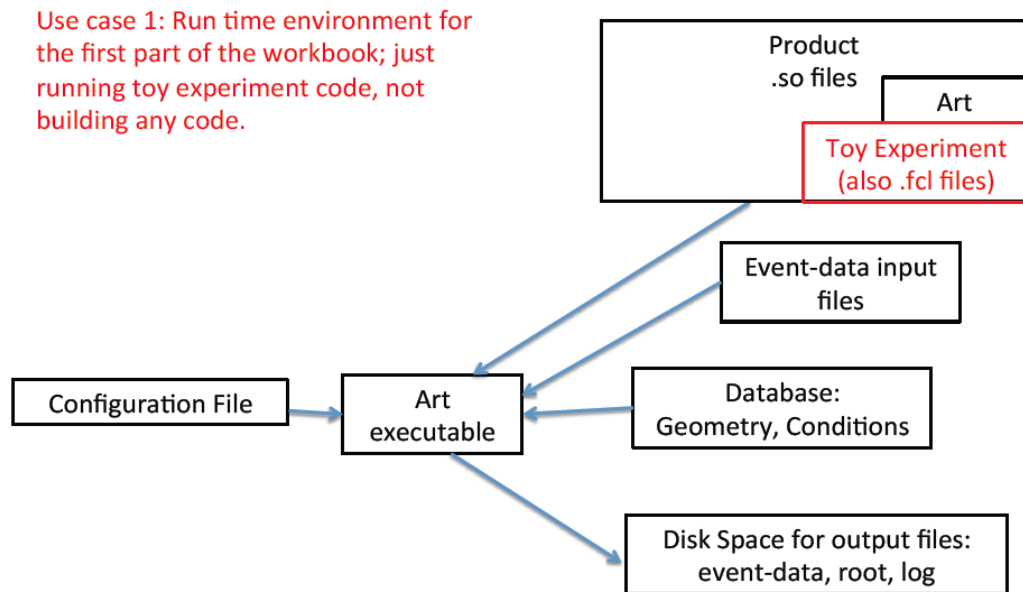 Use case 1: Run time environment for
the first part of the workbook; just
running toy experiment code, not
building any code.
Product
.so files
Art
Toy Experiment
(also .fcl files)
Event-data input
files
Configuration File
Art
executable
Database:
Geometry, Conditions
Disk Space for output files:
event-data, root, log